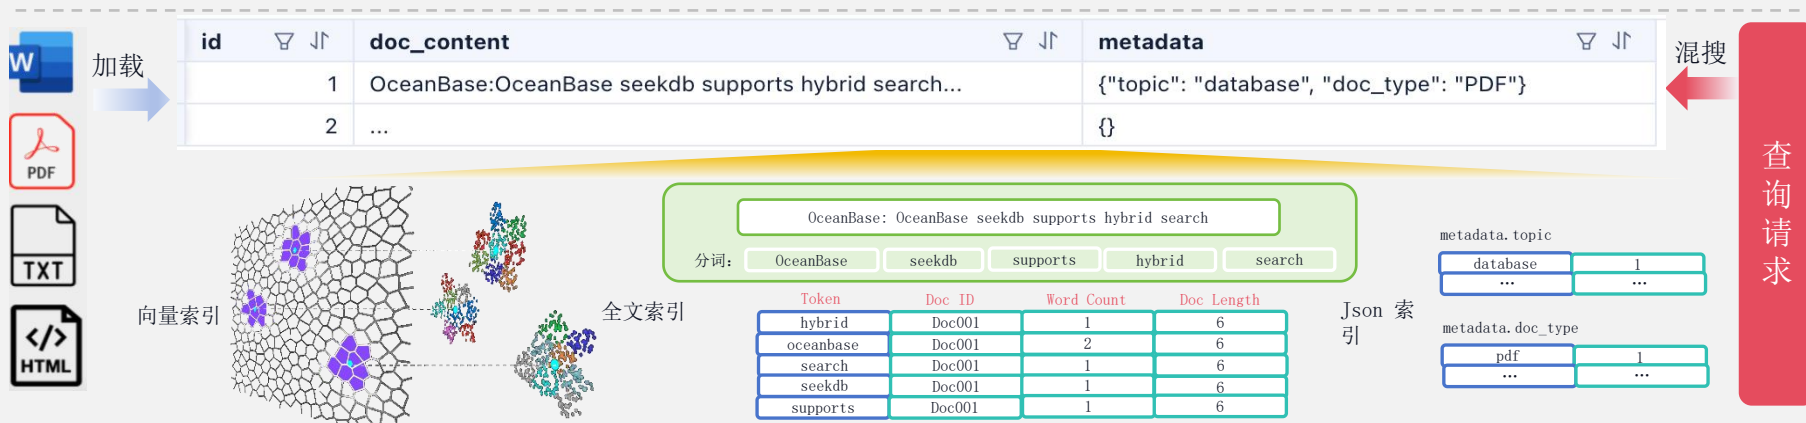 W
PDF
TXT
</>
HTML
加载
id doc_content metadata
1 OceanBase:OceanBase seekdb supports hybrid search... {"topic": "database", "doc_type": "PDF"}
2 ... {}
混搜
查询请求
向量索引
全文索引
OceanBase: OceanBase seekdb supports hybrid search
分词： OceanBase seekdb supports hybrid search
Token Doc ID Word Count Doc Length
hybrid Doc001 1 6
oceanbase Doc001 2 6
search Doc001 1 6
seekdb Doc001 1 6
supports Doc001 1 6
Json 索
引
metadata.topic
database 1
... ...
metadata.doc_type
pdf 1
... ...